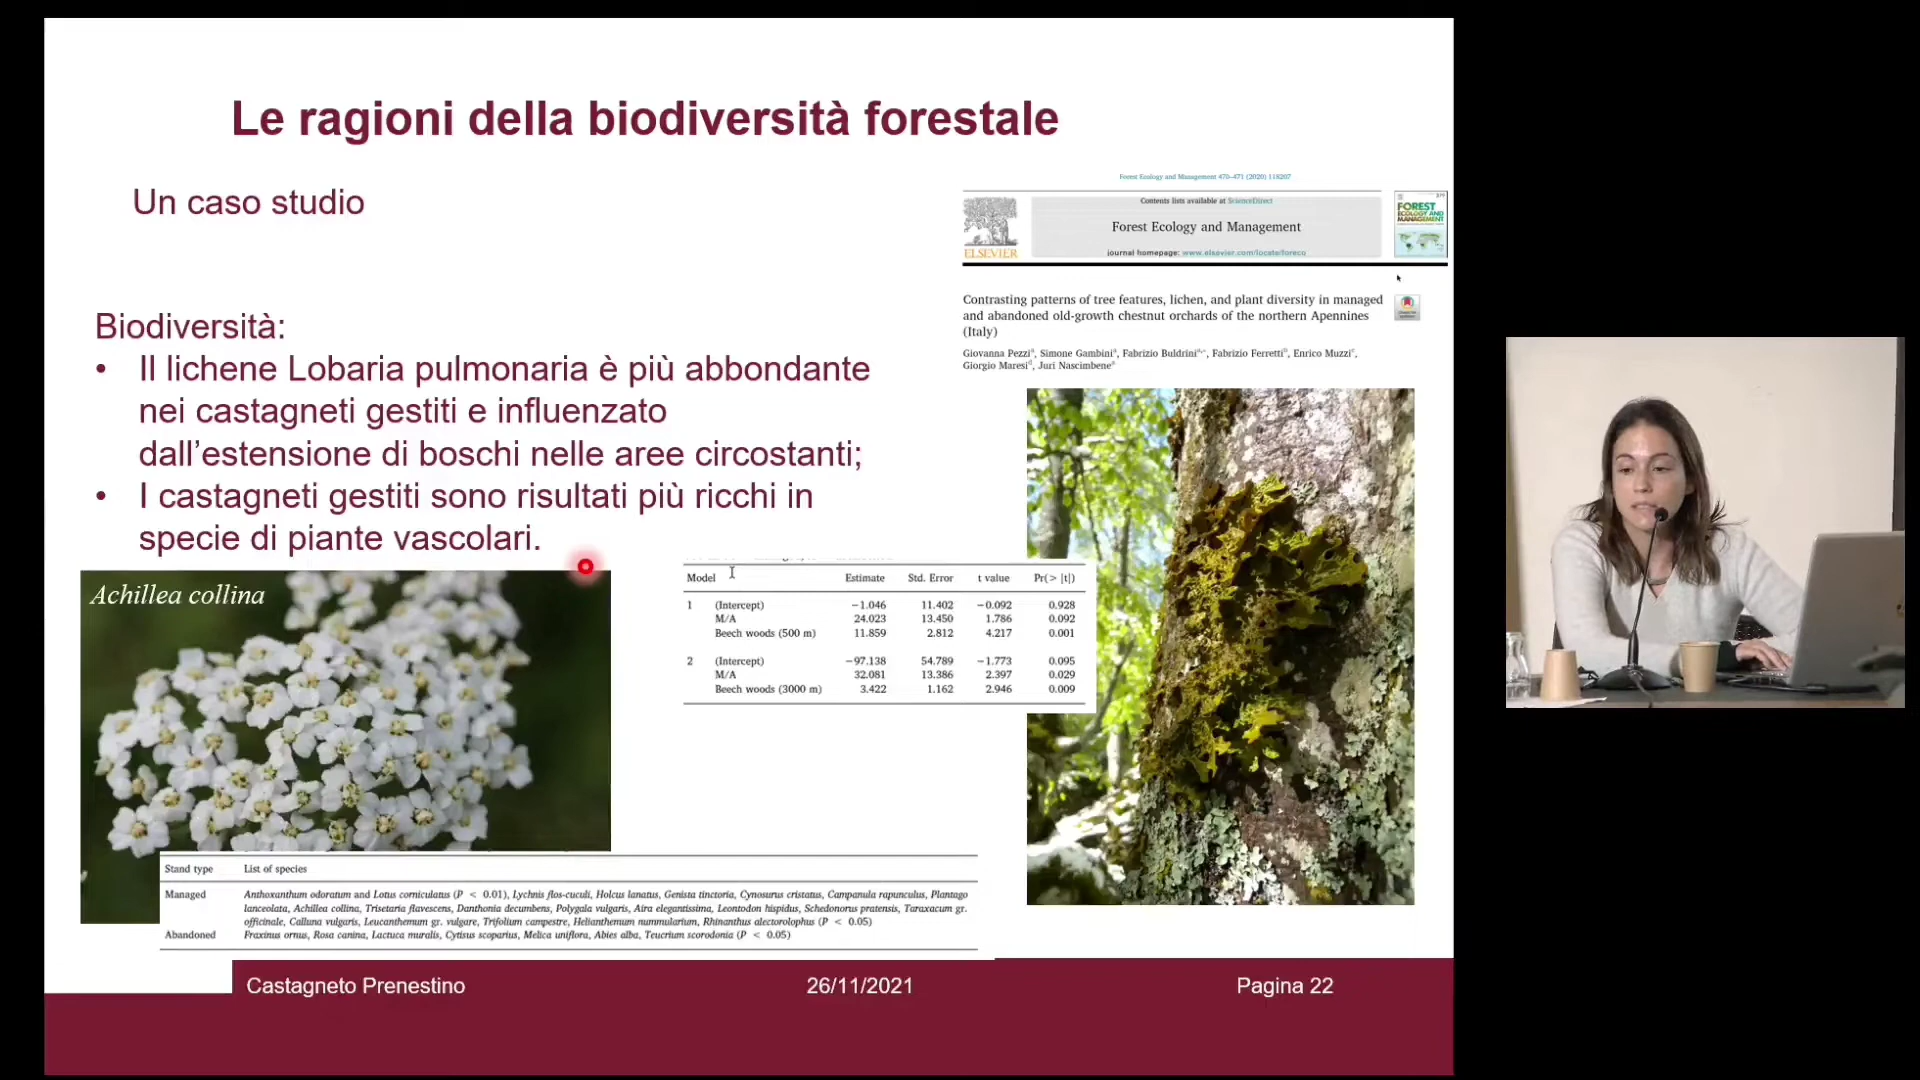 Le ragioni della biodiversità forestale
Un caso studio
Forest Ecology and Management 470–471 (2020) 118207
Contents lists available at ScienceDirect
Forest Ecology and Management
journal homepage: www.elsevier.com/locate/foreco
ELSEVIER
FOREST
ECOLOGY AND
MANAGEMENT
Contrasting patterns of tree features, lichen, and plant diversity in managed
and abandoned old-growth chestnut orchards of the northern Apennines
(Italy)
Giovanna Pezzi, Simone Gambini, Fabrizio Buldrini, Fabrizio Ferretti, Enrico Muzzi,
Giorgio Maresi, Juri Nascimbene
Biodiversità:
• Il lichene Lobaria pulmonaria è più abbondante
nei castagneti gestiti e influenzato
dall’estensione di boschi nelle aree circostanti;
• I castagneti gestiti sono risultati più ricchi in
specie di piante vascolari.
Achillea collina
Model Estimate Std. Error t value Pr(> |t|)
1 (Intercept) −1.046 11.402 −0.092 0.928
M/A 24.023 13.450 1.786 0.092
Beech woods (500 m) 11.859 2.812 4.217 0.001
2 (Intercept) −97.138 54.789 −1.773 0.095
M/A 32.081 13.386 2.397 0.029
Beech woods (3000 m) 3.422 1.162 2.946 0.009
Stand type List of species
Managed Anthoxanthum odoratum and Lotus corniculatus (P < 0.01), Lychnis flos-cuculi, Holcus lanatus, Genista tinctoria, Cynosurus cristatus, Campanula rapunculus, Plantago
lanceolata, Achillea collina, Trisetaria flavescens, Danthonia decumbens, Polygala vulgaris, Aira elegantissima, Leontodon hispidus, Schedonorus pratensis, Taraxacum gr.
officinale, Calluna vulgaris, Leucanthemum gr. vulgare, Trifolium campestre, Helianthemum nummularium, Rhinanthus alectorolophus (P < 0.05)
Abandoned Fraxinus ornus, Rosa canina, Lactuca muralis, Cytisus scoparius, Melica uniflora, Abies alba, Teucrium scorodonia (P < 0.05)
Castagneto Prenestino 26/11/2021 Pagina 22